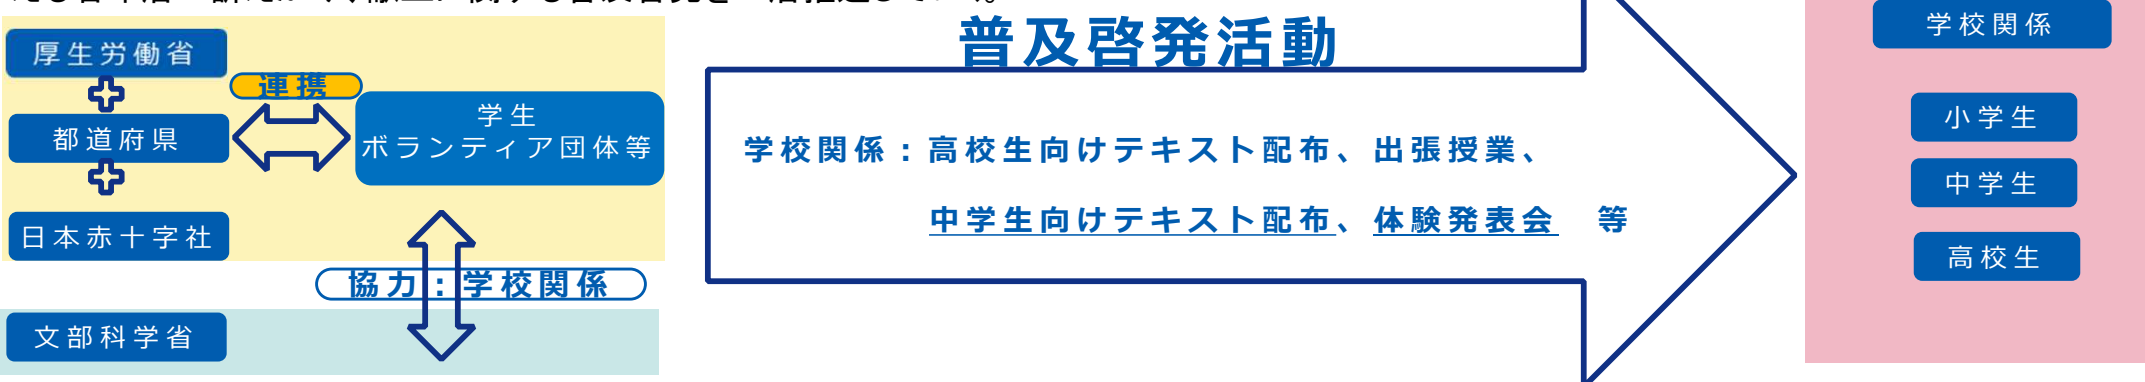 普及啓発活動
厚生労働省
連携
都道府県
学生
ボランティア団体等
日本赤十字社
協力：学校関係
文部科学省
学校関係：高校生向けテキスト配布、出張授業、
中学生向けテキスト配布、体験発表会　等
学校関係
小学生
中学生
高校生